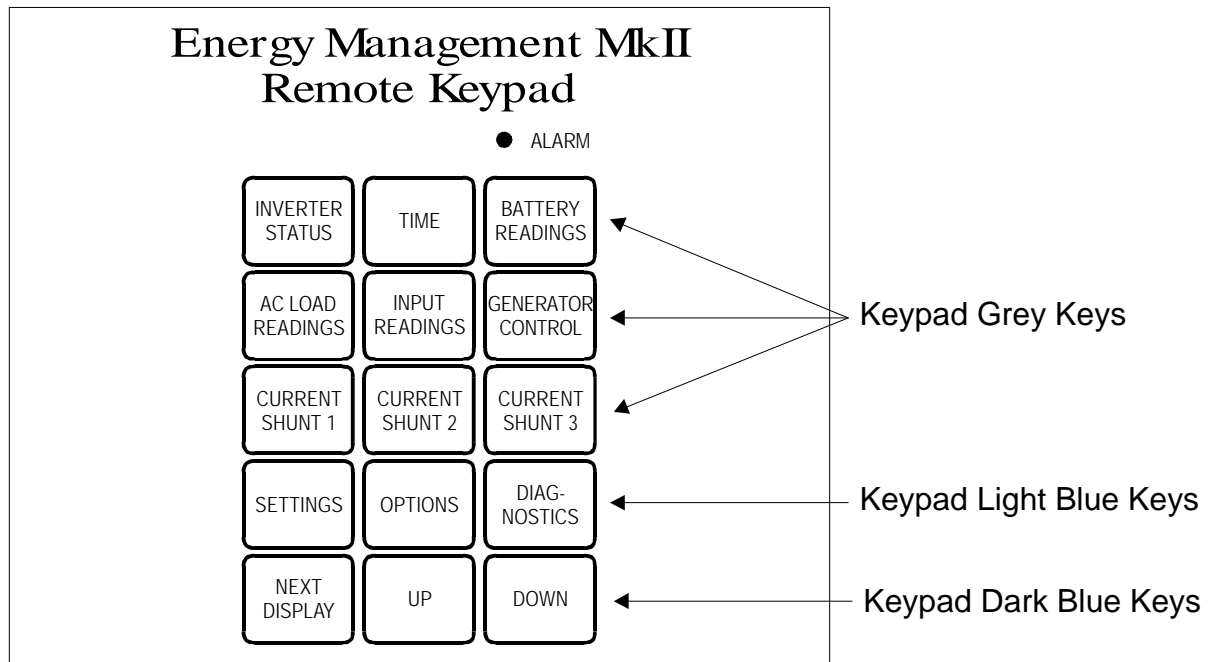 Energy Management MkII
Remote Keypad
ALARM
INVERTER
STATUS
TIME
BATTERY
READINGS
AC LOAD
READINGS
INPUT
READINGS
GENERATOR
CONTROL
Keypad Grey Keys
CURRENT
SHUNT 1
CURRENT
SHUNT 2
CURRENT
SHUNT 3
SETTINGS
OPTIONS
DIAG-
NOSTICS
Keypad Light Blue Keys
NEXT
DISPLAY
UP
DOWN
Keypad Dark Blue Keys